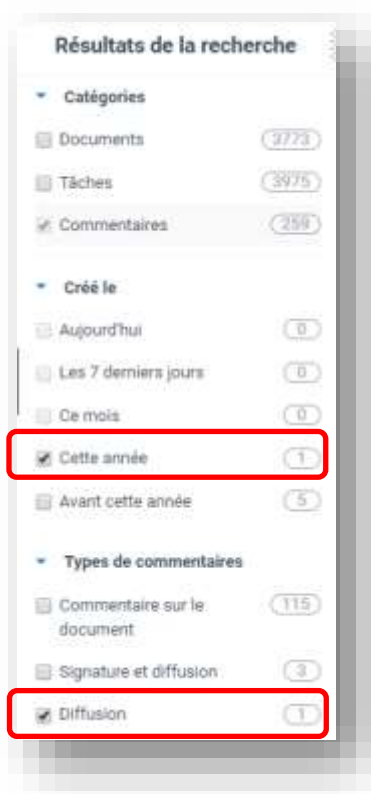 Résultats de la recherche
Catégories
Documents 3773
Tâches 3975
Commentaires 259
Créé le
Aujourd'hui 0
Les 7 derniers jours 0
Ce mois 0
Cette année 1
Avant cette année 5
Types de commentaires
Commentaire sur le 115
document
Signature et diffusion 3
Diffusion 1